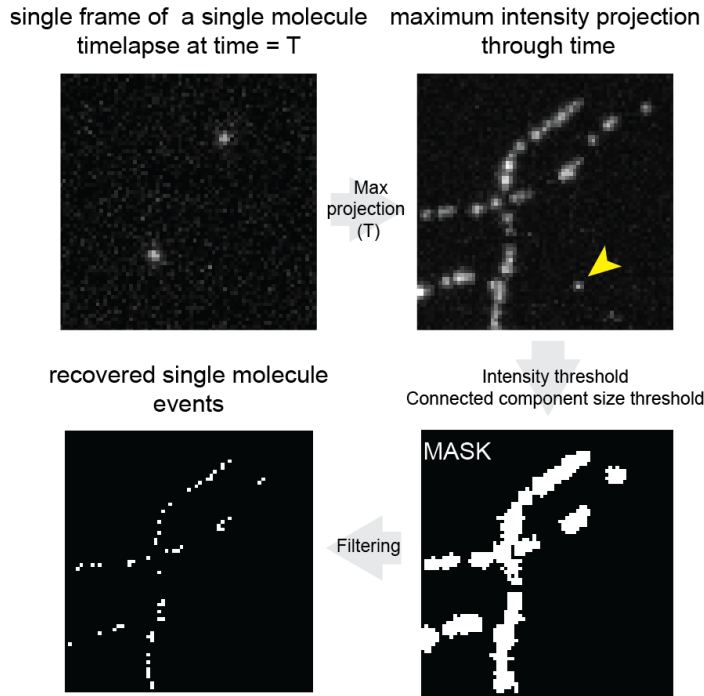 single frame of a single molecule
timelapse at time = T
maximum intensity projection
through time
Max
projection
(T)
Intensity threshold
Connected component size threshold
recovered single molecule
events
MASK
Filtering